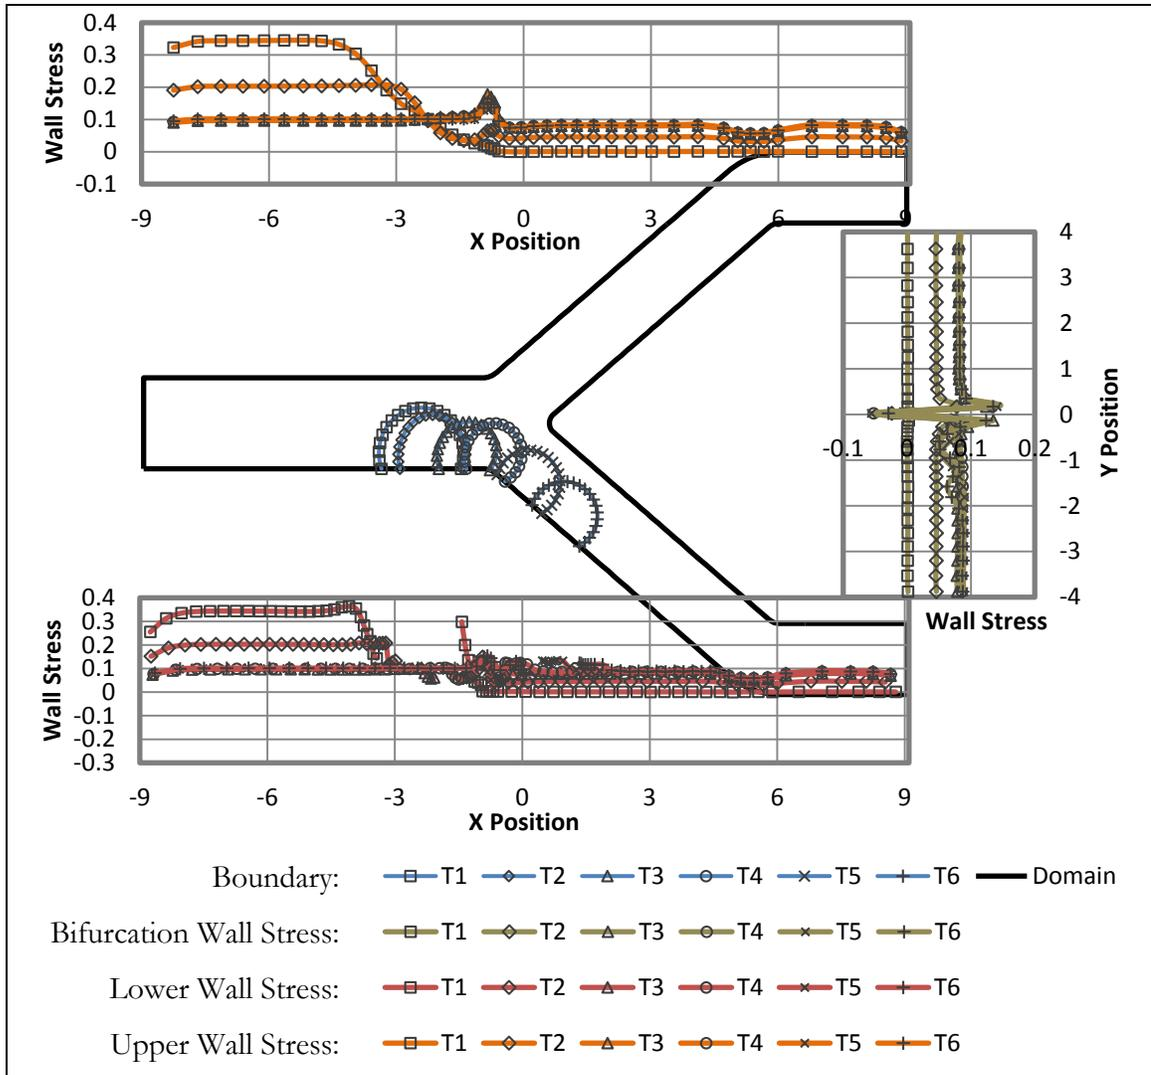 0.4
0.3
0.2
0.1
0
-0.1
Wall Stress
-9 -6 -3 0 3 6 9
X Position
4
3
2
1
0
-1
-2
-3
-4
Y Position
-0.1 0 0.1 0.2
Wall Stress
0.4
0.3
0.2
0.1
0
-0.1
-0.2
-0.3
Wall Stress
-9 -6 -3 0 3 6 9
X Position
Boundary: T1 T2 T3 T4 T5 T6 Domain
Bifurcation Wall Stress: T1 T2 T3 T4 T5 T6
Lower Wall Stress: T1 T2 T3 T4 T5 T6
Upper Wall Stress: T1 T2 T3 T4 T5 T6